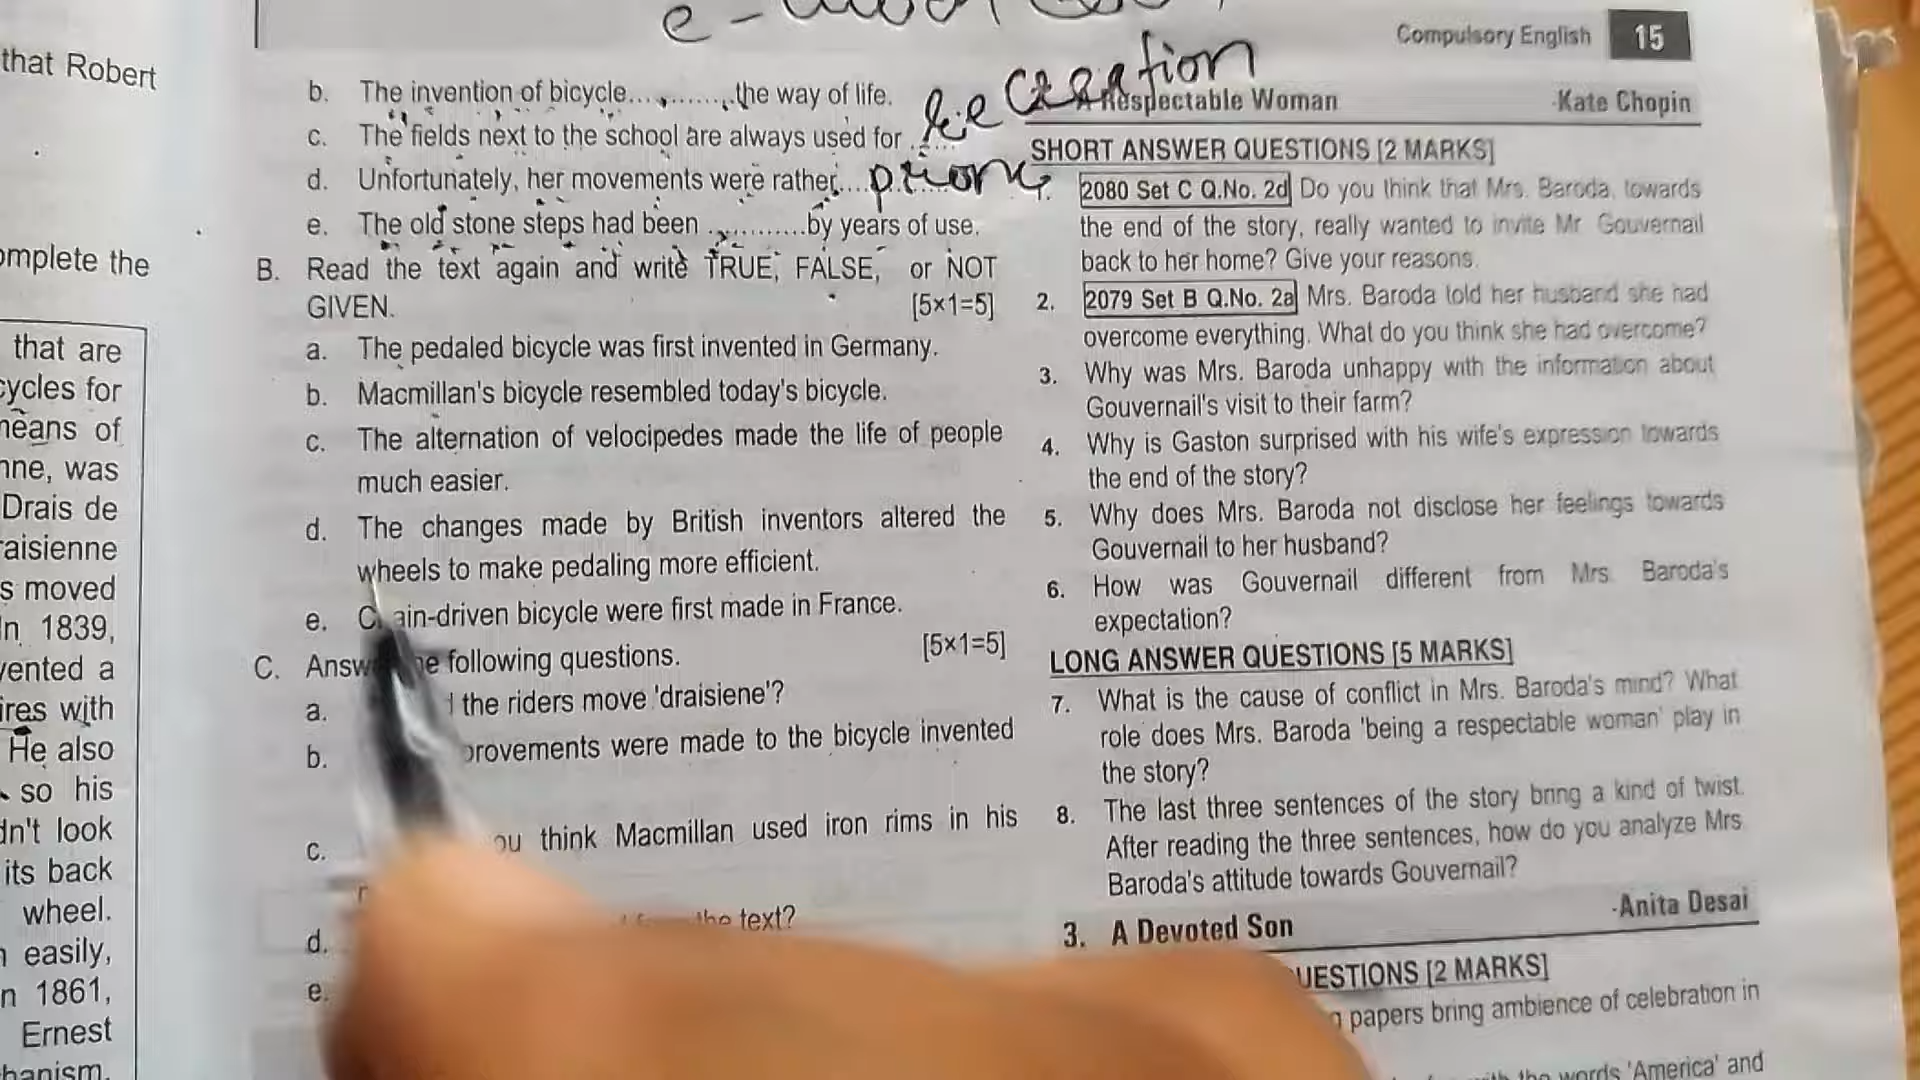 that Robert
omplete the
that are
cycles for
means of
nne, was
Drais de
raisienne
s moved
In 1839,
vented a
ires with
He also
so his
dn't look
its back
wheel.
easily,
n 1861,
Ernest
hanism.
Compulsory English 15
b. The invention of bicycle............the way of life.
c. The fields next to the school are always used for ...... recreation
d. Unfortunately, her movements were rather....
e. The old stone steps had been ............by years of use.
B. Read the text again and write TRUE, FALSE, or NOT
GIVEN. [5×1=5]
a. The pedaled bicycle was first invented in Germany.
b. Macmillan's bicycle resembled today's bicycle.
c. The alternation of velocipedes made the life of people
much easier.
d. The changes made by British inventors altered the
wheels to make pedaling more efficient.
e. Chain-driven bicycle were first made in France.
C. Answer the following questions. [5×1=5]
a. the riders move 'draisiene'?
b. provements were made to the bicycle invented
c. ou think Macmillan used iron rims in his
d. the text?
e.
A Respectable Woman -Kate Chopin
SHORT ANSWER QUESTIONS [2 MARKS]
1. 2080 Set C Q.No. 2d Do you think that Mrs. Baroda, towards
the end of the story, really wanted to invite Mr Gouvernail
back to her home? Give your reasons.
2. 2079 Set B Q.No. 2a Mrs. Baroda told her husband she had
overcome everything. What do you think she had overcome?
3. Why was Mrs. Baroda unhappy with the information about
Gouvernail's visit to their farm?
4. Why is Gaston surprised with his wife's expression towards
the end of the story?
5. Why does Mrs. Baroda not disclose her feelings towards
Gouvernail to her husband?
6. How was Gouvernail different from Mrs. Baroda's
expectation?
LONG ANSWER QUESTIONS [5 MARKS]
7. What is the cause of conflict in Mrs. Baroda's mind? What
role does Mrs. Baroda 'being a respectable woman' play in
the story?
8. The last three sentences of the story bring a kind of twist.
After reading the three sentences, how do you analyze Mrs.
Baroda's attitude towards Gouvernail?
3. A Devoted Son -Anita Desai
UESTIONS [2 MARKS]
papers bring ambience of celebration in
with the words 'America' and